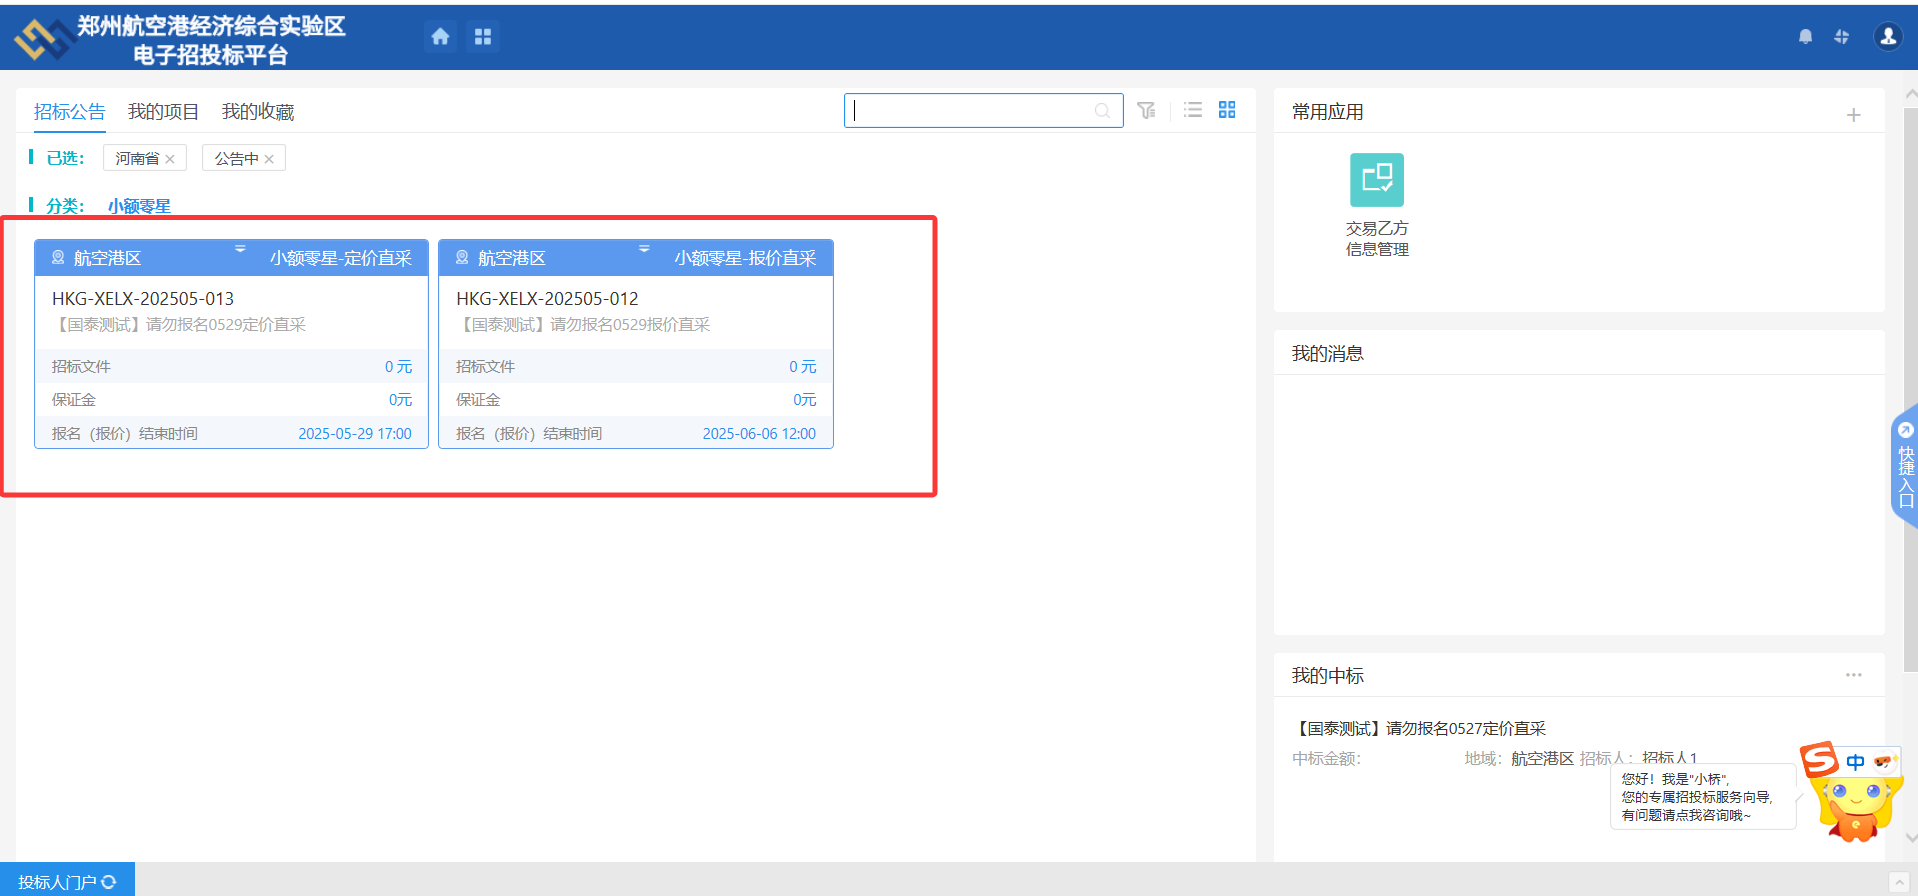 郑州航空港经济综合实验区
电子招投标平台
招标公告 我的项目 我的收藏
已选： 河南省 × 公告中 ×
分类： 小额零星
航空港区 小额零星-定价直采
HKG-XELX-202505-013
【国泰测试】请勿报名0529定价直采
招标文件 0 元
保证金 0元
报名（报价）结束时间 2025-05-29 17:00
航空港区 小额零星-报价直采
HKG-XELX-202505-012
【国泰测试】请勿报名0529报价直采
招标文件 0 元
保证金 0元
报名（报价）结束时间 2025-06-06 12:00
常用应用
交易乙方
信息管理
我的消息
快捷入口
我的中标
【国泰测试】请勿报名0527定价直采
中标金额： 地域：航空港区 招标人：招标人1
S 中
您好！我是"小桥",
您的专属招投标服务向导,
有问题请点我咨询哦~
投标人门户